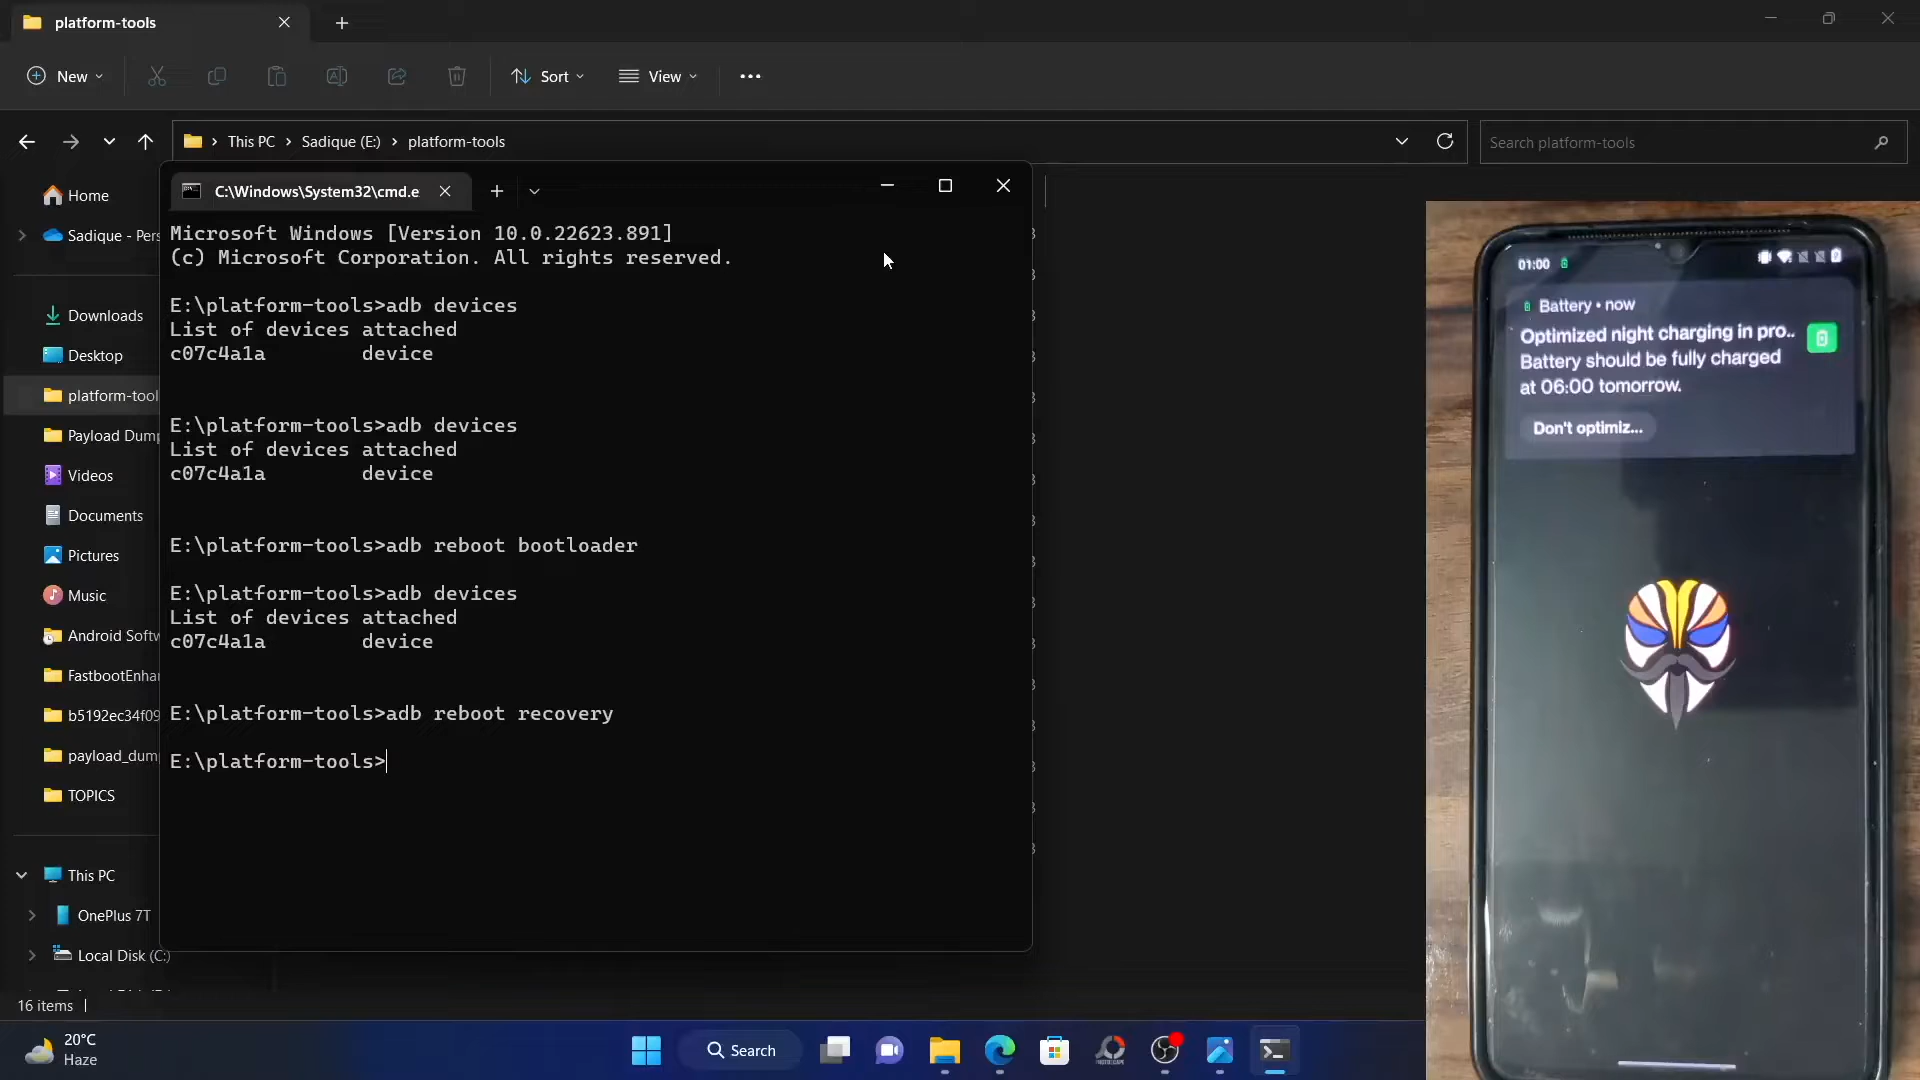 platform-tools
New
Sort
View
This PC
Sadique (E:)
platform-tools
Search platform-tools
Home
Sadique - Pers
Downloads
Desktop
platform-tool
Payload Dump
Videos
Documents
Pictures
Music
Android Softw
FastbootEnha
b5192ec34f09
payload_dum
TOPICS
This PC
OnePlus 7T
Local Disk (C:)
16 items
C:\Windows\System32\cmd.e
Microsoft Windows [Version 10.0.22623.891]
(c) Microsoft Corporation. All rights reserved.
E:\platform-tools>adb devices
List of devices attached
c07c4a1a device
E:\platform-tools>adb devices
List of devices attached
c07c4a1a device
E:\platform-tools>adb reboot bootloader
E:\platform-tools>adb devices
List of devices attached
c07c4a1a device
E:\platform-tools>adb reboot recovery
E:\platform-tools>
01:00
Battery • now
Optimized night charging in pro..
Battery should be fully charged
at 06:00 tomorrow.
Don't optimiz...
20°C
Haze
Search